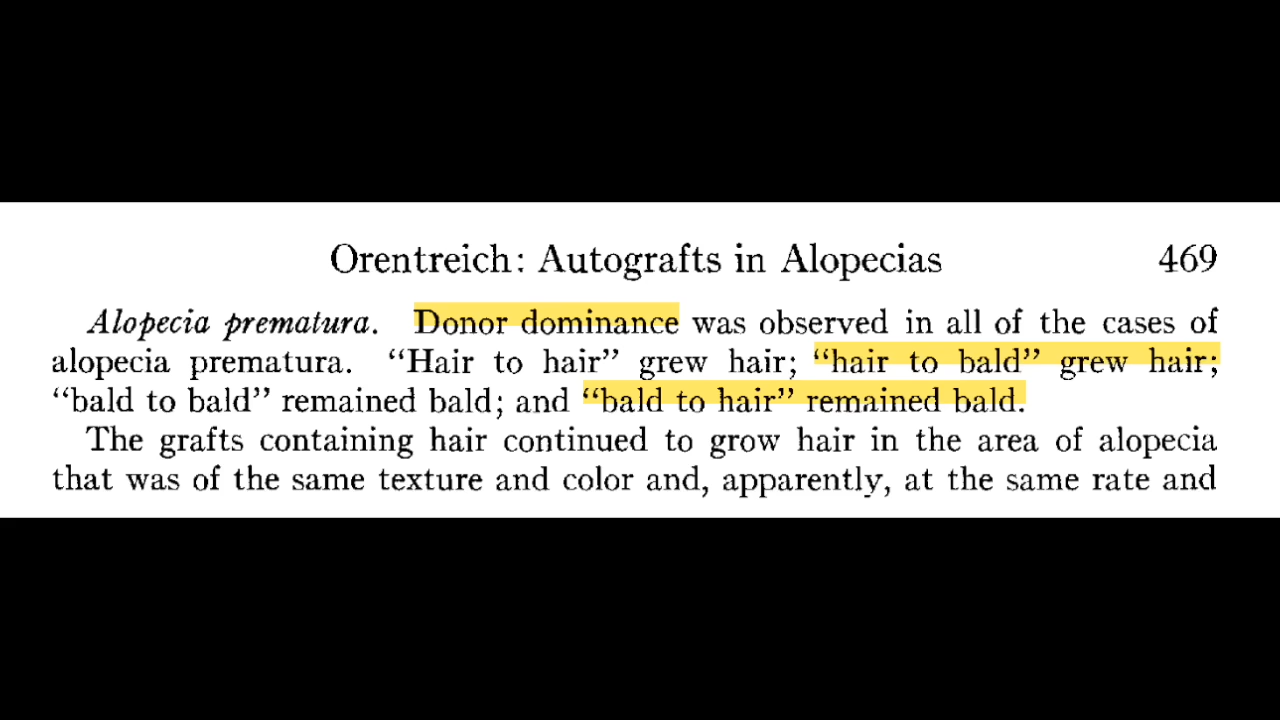 Orentreich: Autografts in Alopecias 469
Alopecia prematura. Donor dominance was observed in all of the cases of
alopecia prematura. “Hair to hair” grew hair; “hair to bald” grew hair;
“bald to bald” remained bald; and “bald to hair” remained bald.
The grafts containing hair continued to grow hair in the area of alopecia
that was of the same texture and color and, apparently, at the same rate and